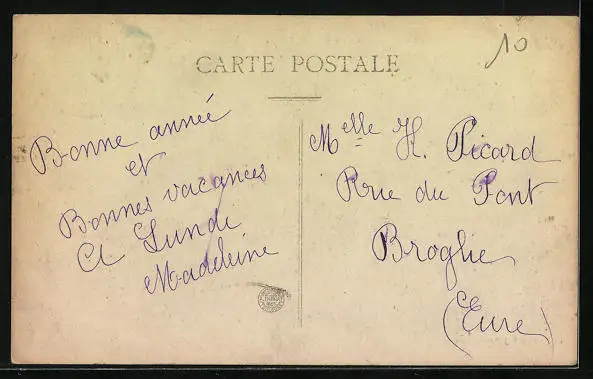 CARTE POSTALE
10
Bonne année
et
Bonnes vacances
A Lundi
Madeleine
Melle H. Picard
Rue du Pont
Broglie
(Eure)